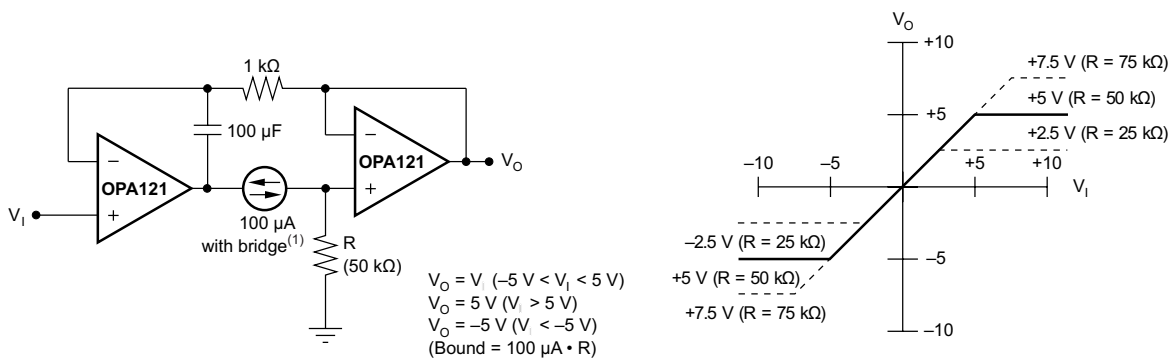 1 kΩ
100 µF
–
OPA121
+
V_I
100 µA
with bridge(1)
–
OPA121
+
V_O
R
(50 kΩ)
V_O = V_I (–5 V < V_I < 5 V)
V_O = 5 V (V_I > 5 V)
V_O = –5 V (V_I < –5 V)
(Bound = 100 µA • R)
V_O
+10
+7.5 V (R = 75 kΩ)
+5
+5 V (R = 50 kΩ)
+2.5 V (R = 25 kΩ)
–10
–5
+5
+10
V_I
–2.5 V (R = 25 kΩ)
–5
+5 V (R = 50 kΩ)
+7.5 V (R = 75 kΩ)
–10